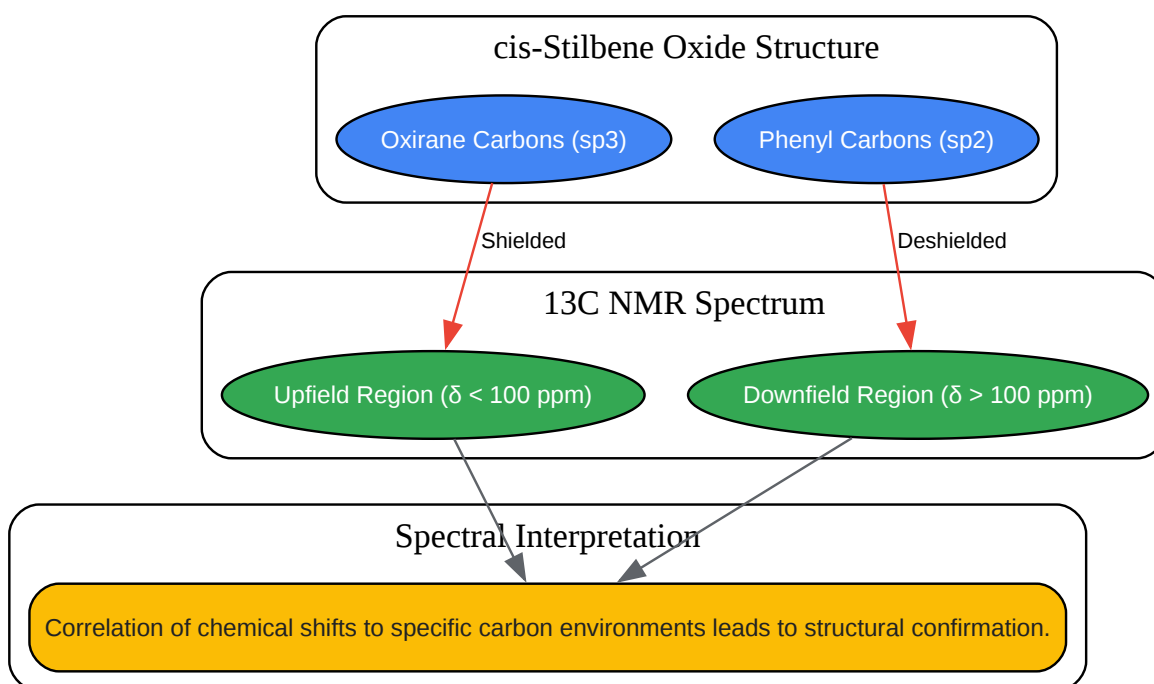 cis-Stilbene Oxide Structure
Oxirane Carbons (sp3)
Phenyl Carbons (sp2)
Shielded
Deshielded
13C NMR Spectrum
Upfield Region (δ < 100 ppm)
Downfield Region (δ > 100 ppm)
Spectral Interpretation
Correlation of chemical shifts to specific carbon environments leads to structural confirmation.